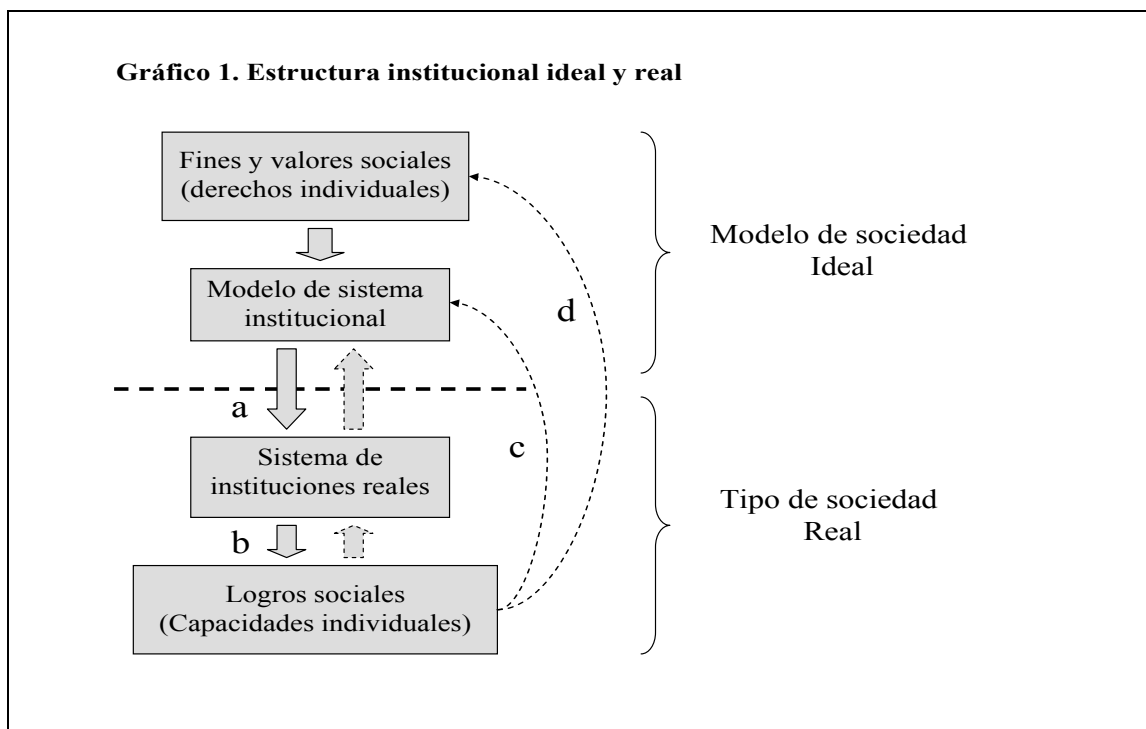 Gráfico 1. Estructura institucional ideal y real
Fines y valores sociales
(derechos individuales)
Modelo de sociedad
Ideal
Modelo de sistema
institucional
d
a
c
Sistema de
instituciones reales
Tipo de sociedad
Real
b
Logros sociales
(Capacidades individuales)